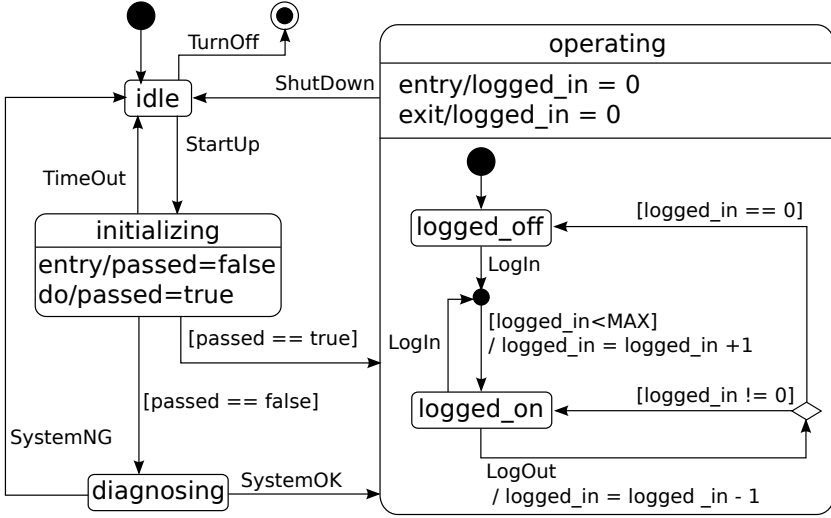 TurnOff
operating
idle
ShutDown
entry/logged_in = 0
exit/logged_in = 0
StartUp
TimeOut
initializing
entry/passed=false
do/passed=true
logged_off
[logged_in == 0]
LogIn
[passed == true]
LogIn
[logged_in<MAX]
/ logged_in = logged_in +1
[passed == false]
logged_on
[logged_in != 0]
SystemNG
diagnosing
SystemOK
LogOut
/ logged_in = logged _in - 1